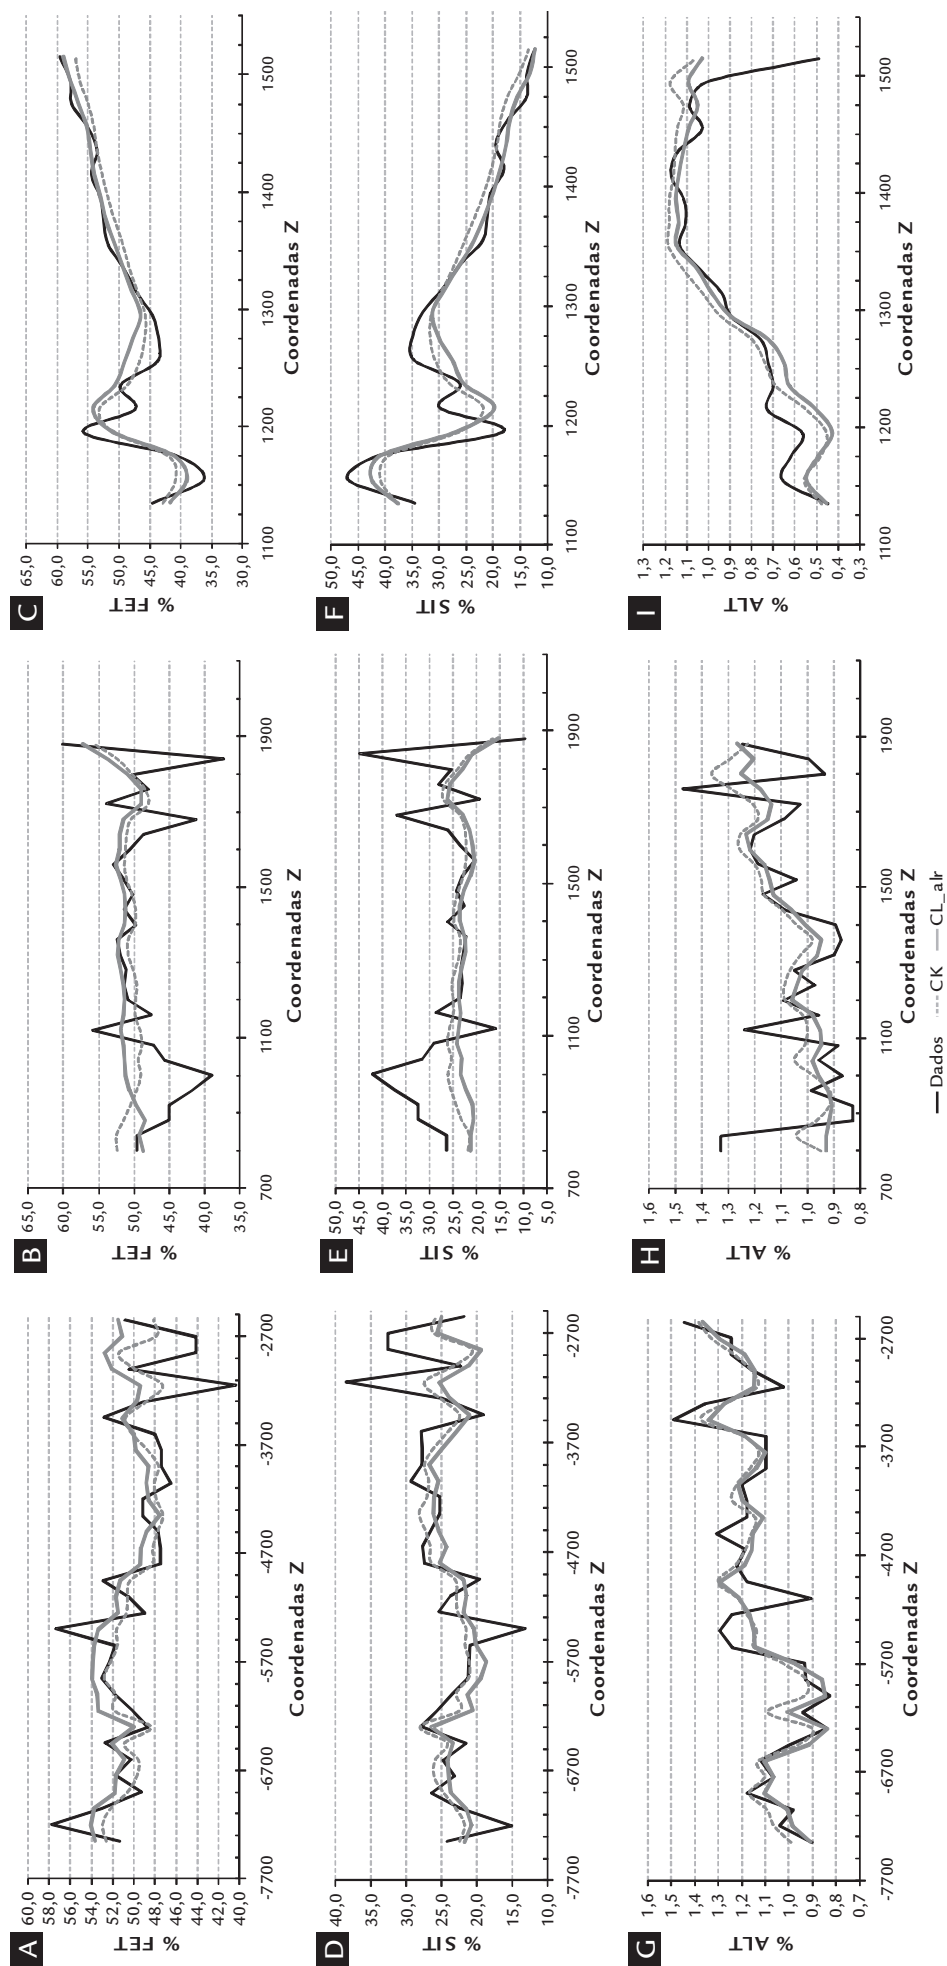 A
% FET
60,0
58,0
56,0
54,0
52,0
50,0
48,0
46,0
44,0
42,0
40,0
-7700 -6700 -5700 -4700 -3700 -2700
Coordenadas Z
B
% FET
65,0
60,0
55,0
50,0
45,0
40,0
35,0
700 1100 1500 1900
Coordenadas Z
C
% FET
65,0
60,0
55,0
50,0
45,0
40,0
35,0
30,0
1100 1200 1300 1400 1500
Coordenadas Z
D
% SIT
40,0
35,0
30,0
25,0
20,0
15,0
10,0
-7700 -6700 -5700 -4700 -3700 -2700
Coordenadas Z
E
% SIT
50,0
45,0
40,0
35,0
30,0
25,0
20,0
15,0
10,0
5,0
700 1100 1500 1900
Coordenadas Z
F
% SIT
50,0
45,0
40,0
35,0
30,0
25,0
20,0
15,0
10,0
1100 1200 1300 1400 1500
Coordenadas Z
G
% ALT
1,6
1,5
1,4
1,3
1,2
1,1
1,0
0,9
0,8
-7700 -6700 -5700 -4700 -3700 -2700
Coordenadas Z
H
% ALT
1,6
1,5
1,4
1,3
1,2
1,1
1,0
0,9
0,8
700 1100 1500 1900
Coordenadas Z
I
% ALT
1,3
1,2
1,1
1,0
0,9
0,8
0,7
0,6
0,5
0,4
0,3
1100 1200 1300 1400 1500
Coordenadas Z
Dados CK CL_alr